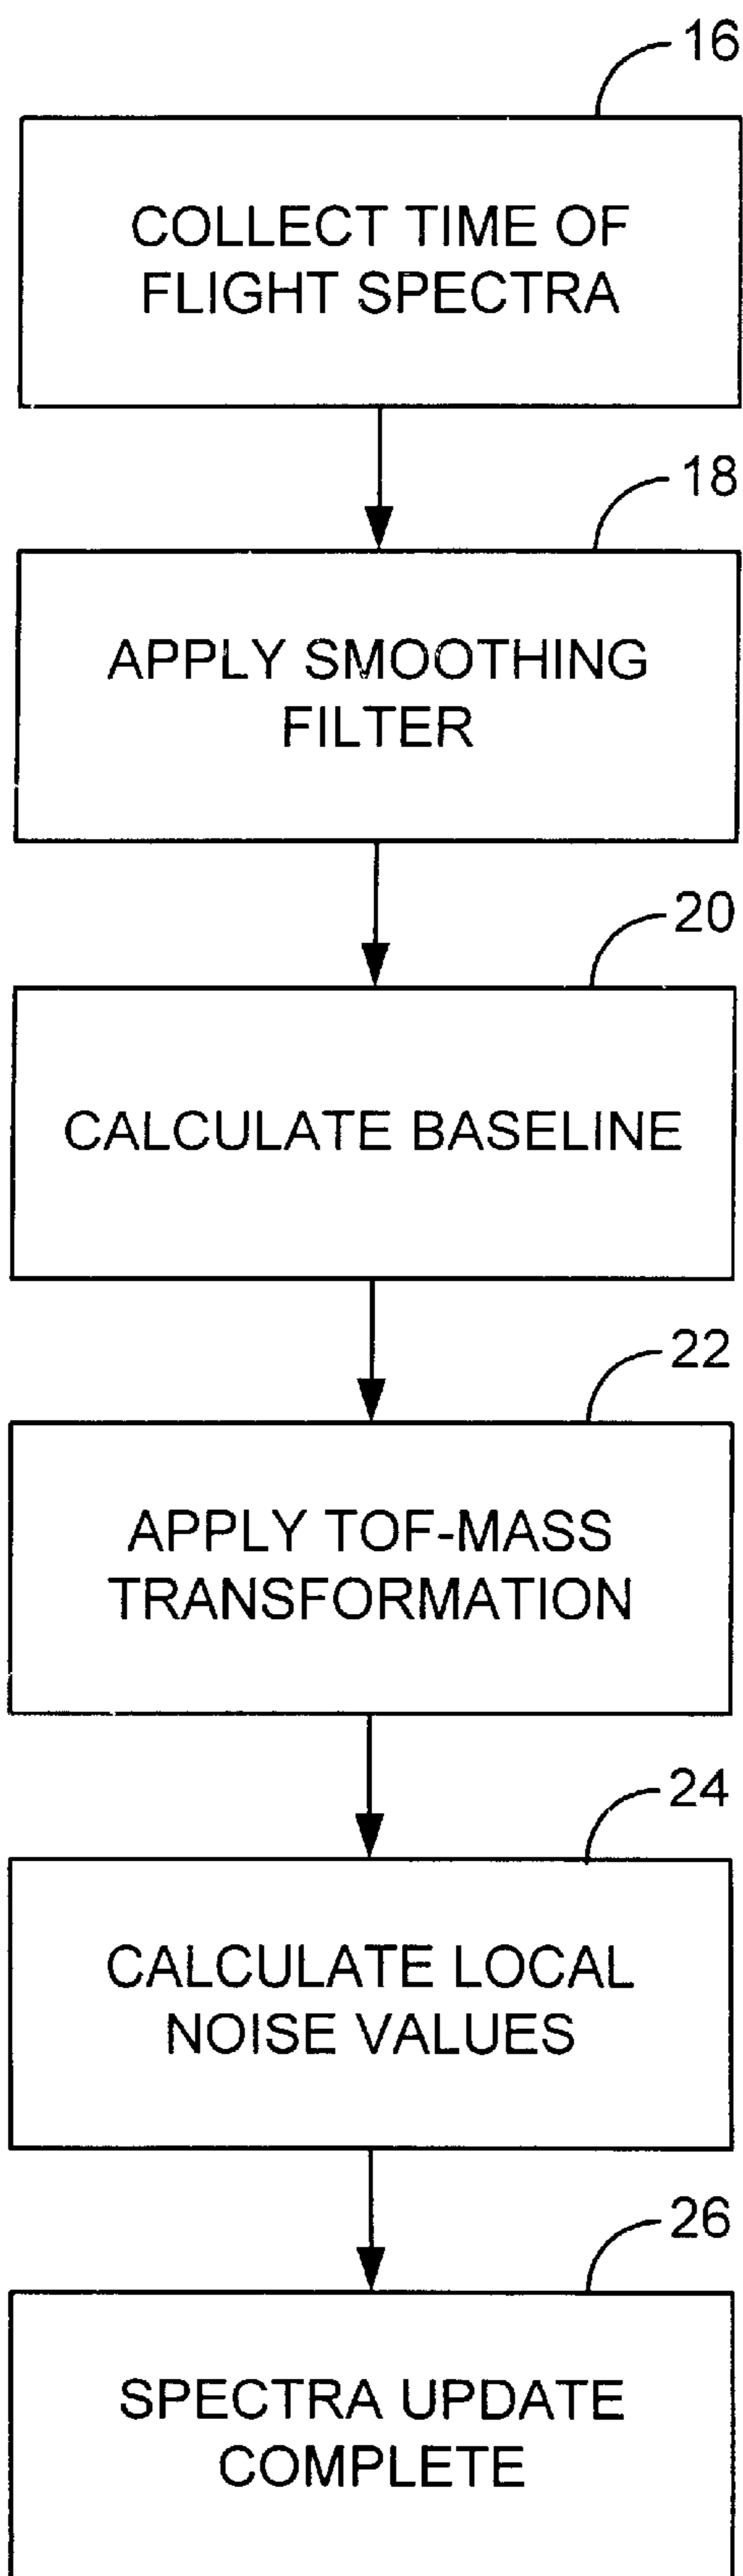 16
COLLECT TIME OF
FLIGHT SPECTRA
18
APPLY SMOOTHING
FILTER
20
CALCULATE BASELINE
22
APPLY TOF-MASS
TRANSFORMATION
24
CALCULATE LOCAL
NOISE VALUES
26
SPECTRA UPDATE
COMPLETE